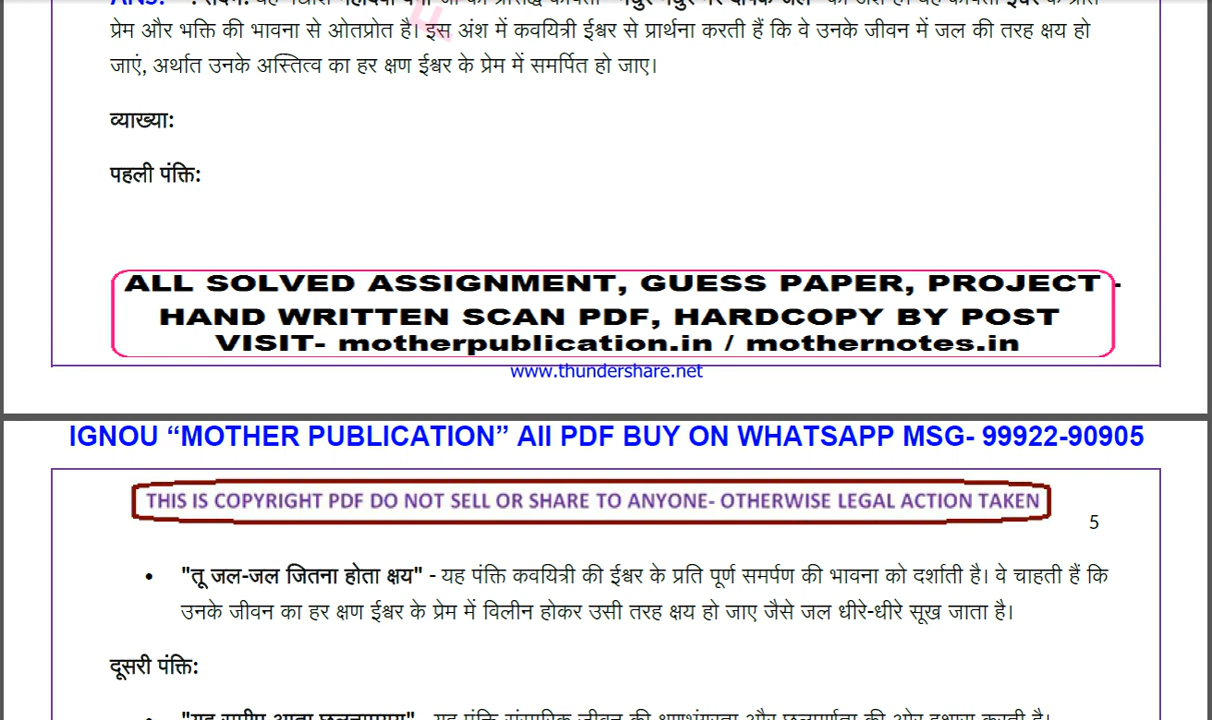 प्रेम और भक्ति की भावना से ओतप्रोत है। इस अंश में कवयित्री ईश्वर से प्रार्थना करती हैं कि वे उनके जीवन में जल की तरह क्षय हो
जाएं, अर्थात उनके अस्तित्व का हर क्षण ईश्वर के प्रेम में समर्पित हो जाए।
व्याख्या:
पहली पंक्ति:
ALL SOLVED ASSIGNMENT, GUESS PAPER, PROJECT -
HAND WRITTEN SCAN PDF, HARDCOPY BY POST
VISIT- motherpublication.in / mothernotes.in
www.thundershare.net
IGNOU “MOTHER PUBLICATION” All PDF BUY ON WHATSAPP MSG- 99922-90905
THIS IS COPYRIGHT PDF DO NOT SELL OR SHARE TO ANYONE- OTHERWISE LEGAL ACTION TAKEN
5
• "तू जल-जल जितना होता क्षय" - यह पंक्ति कवयित्री की ईश्वर के प्रति पूर्ण समर्पण की भावना को दर्शाती है। वे चाहती हैं कि
उनके जीवन का हर क्षण ईश्वर के प्रेम में विलीन होकर उसी तरह क्षय हो जाए जैसे जल धीरे-धीरे सूख जाता है।
दूसरी पंक्ति: